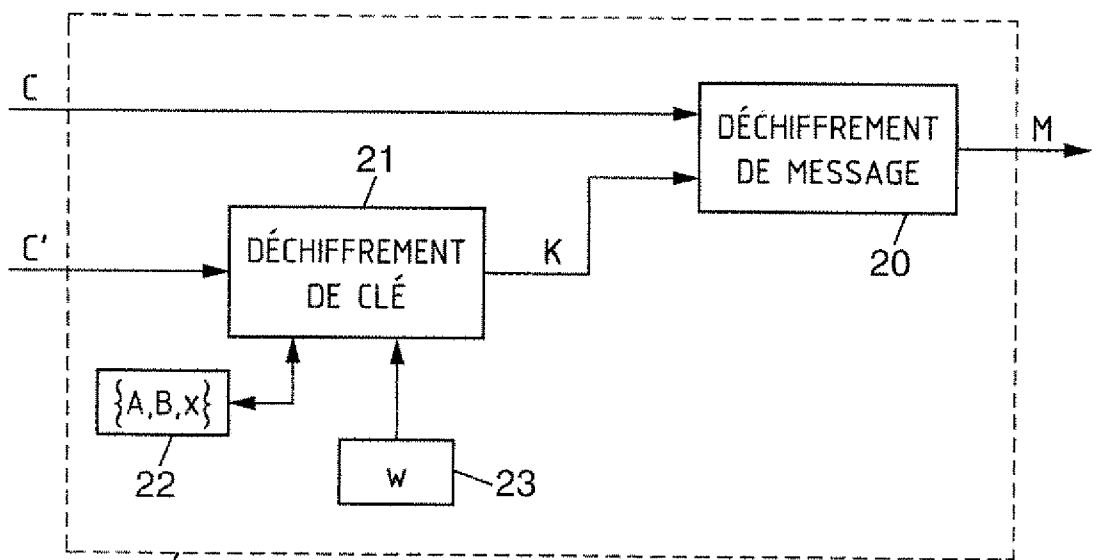 C
DÉCHIFFREMENT
DE MESSAGE
M
20
21
C'
DÉCHIFFREMENT
DE CLÉ
K
{A,B,x}
22
w
23